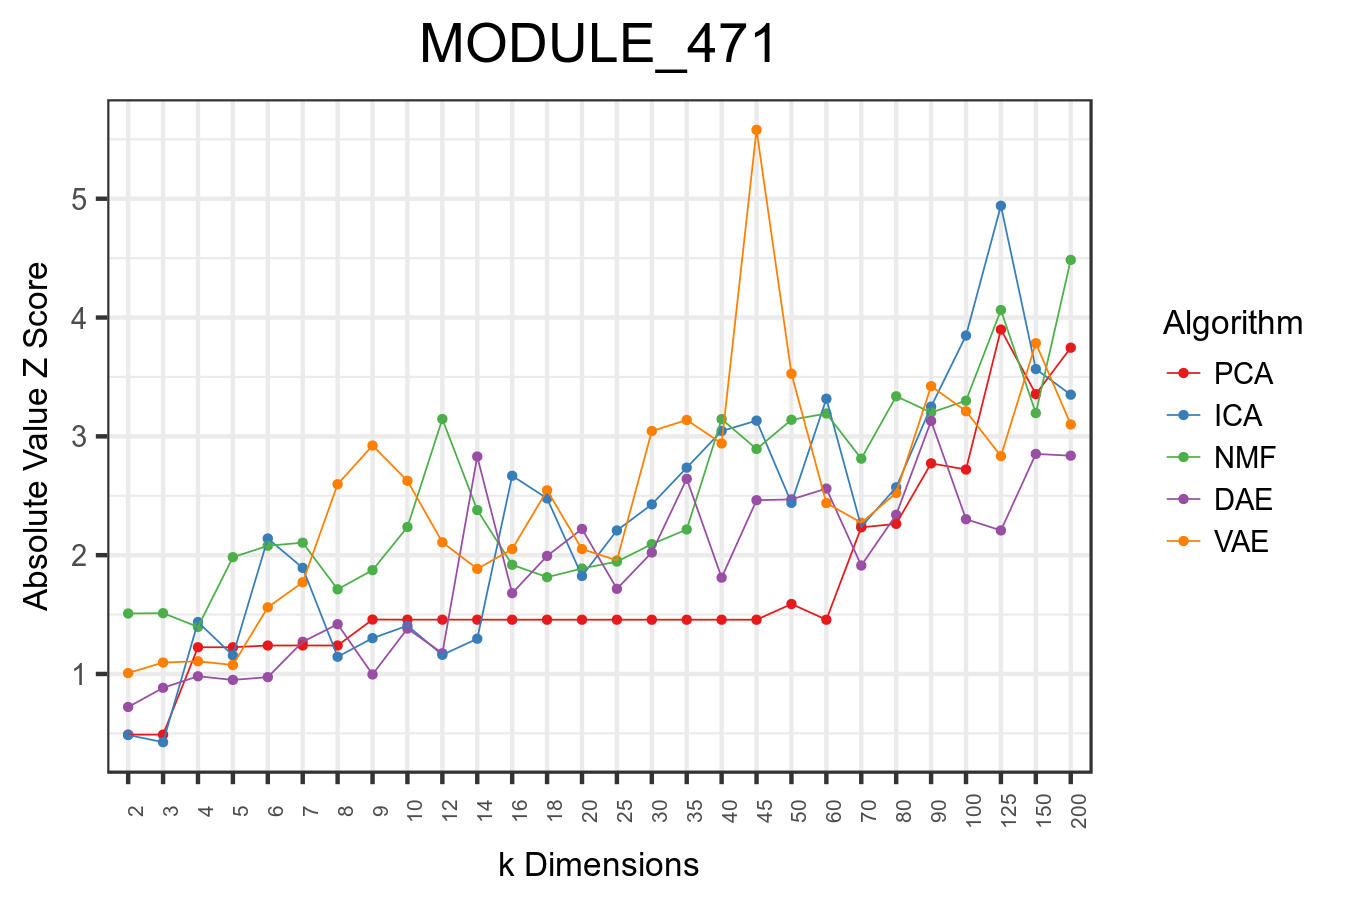 MODULE_471
Absolute Value Z Score
5
4
3
2
1
2 3 4 5 6 7 8 9 10 12 14 16 18 20 25 30 35 40 45 50 60 70 80 90 100 125 150 200
k Dimensions
Algorithm
PCA
ICA
NMF
DAE
VAE